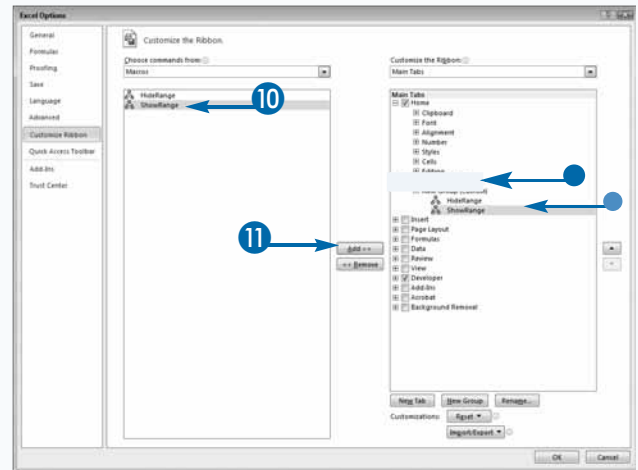 Excel Options
General
Formulas
Proofing
Save
Language
Advanced
Customize Ribbon
Quick Access Toolbar
Add-Ins
Trust Center
Customize the Ribbon.
Choose commands from:
Macros
HideRange
ShowRange
10
11
Add >>
<< Remove
Customize the Ribbon:
Main Tabs
Main Tabs
Home
Clipboard
Font
Alignment
Number
Styles
Cells
Editing
HideRange
ShowRange
Insert
Page Layout
Formulas
Data
Review
View
Developer
Add-Ins
Acrobat
Background Removal
New Tab
New Group
Rename...
Customizations:
Reset
Import/Export
OK
Cancel